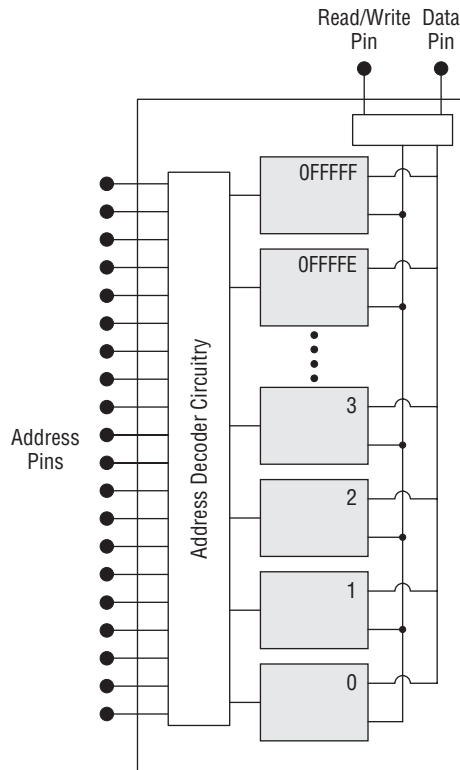 Read/Write Data
Pin Pin
0FFFFF
0FFFFE
Address Decoder Circuitry
3
Address
Pins
2
1
0